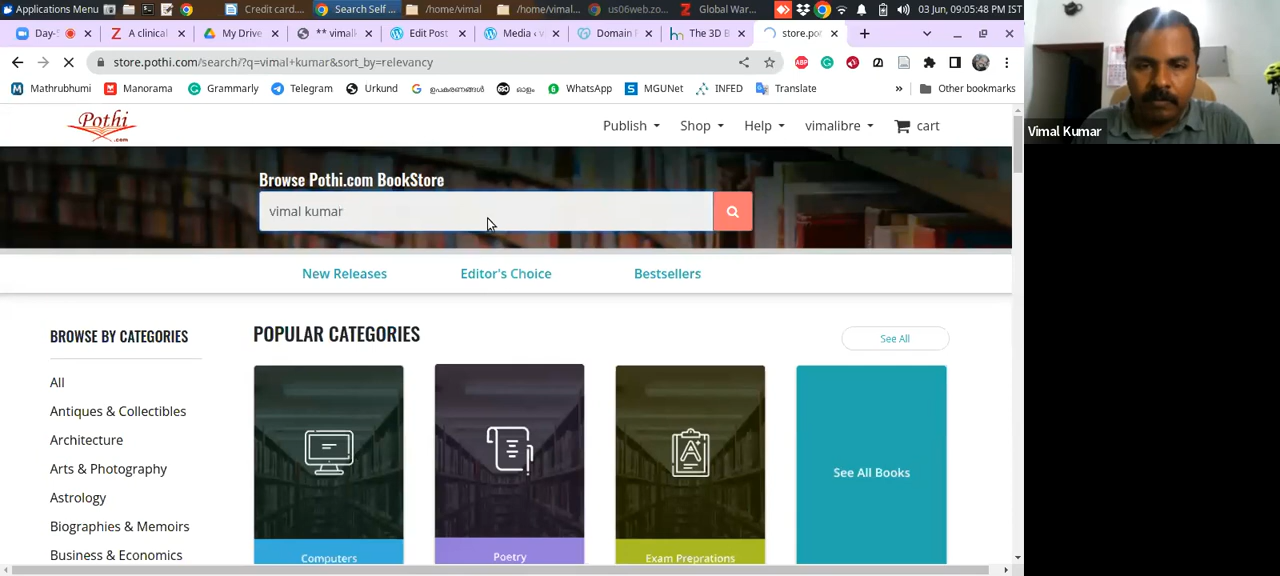 Applications Menu Credit card.... Search Self ... /home/vimal /home/vimal... us06web.zo... Global War... 03 Jun, 09:05:48 PM IST
Day- A clinical My Drive ** vimal Edit Post Media ‹ v Domain The 3D B store.po
store.pothi.com/search/?q=vimal+kumar&sort_by=relevancy
Mathrubhumi Manorama Grammarly Telegram Urkund ഉപകരണങ്ങൾ ഓളം WhatsApp MGUNet INFED Translate » Other bookmarks
Pothi .com Publish Shop Help vimalibre cart
Vimal Kumar
Browse Pothi.com BookStore
vimal kumar
New Releases Editor's Choice Bestsellers
BROWSE BY CATEGORIES
POPULAR CATEGORIES
See All
All
Antiques & Collectibles
Architecture
Arts & Photography
Astrology
Biographies & Memoirs
Business & Economics
Computers
Poetry
Exam Preprations
See All Books